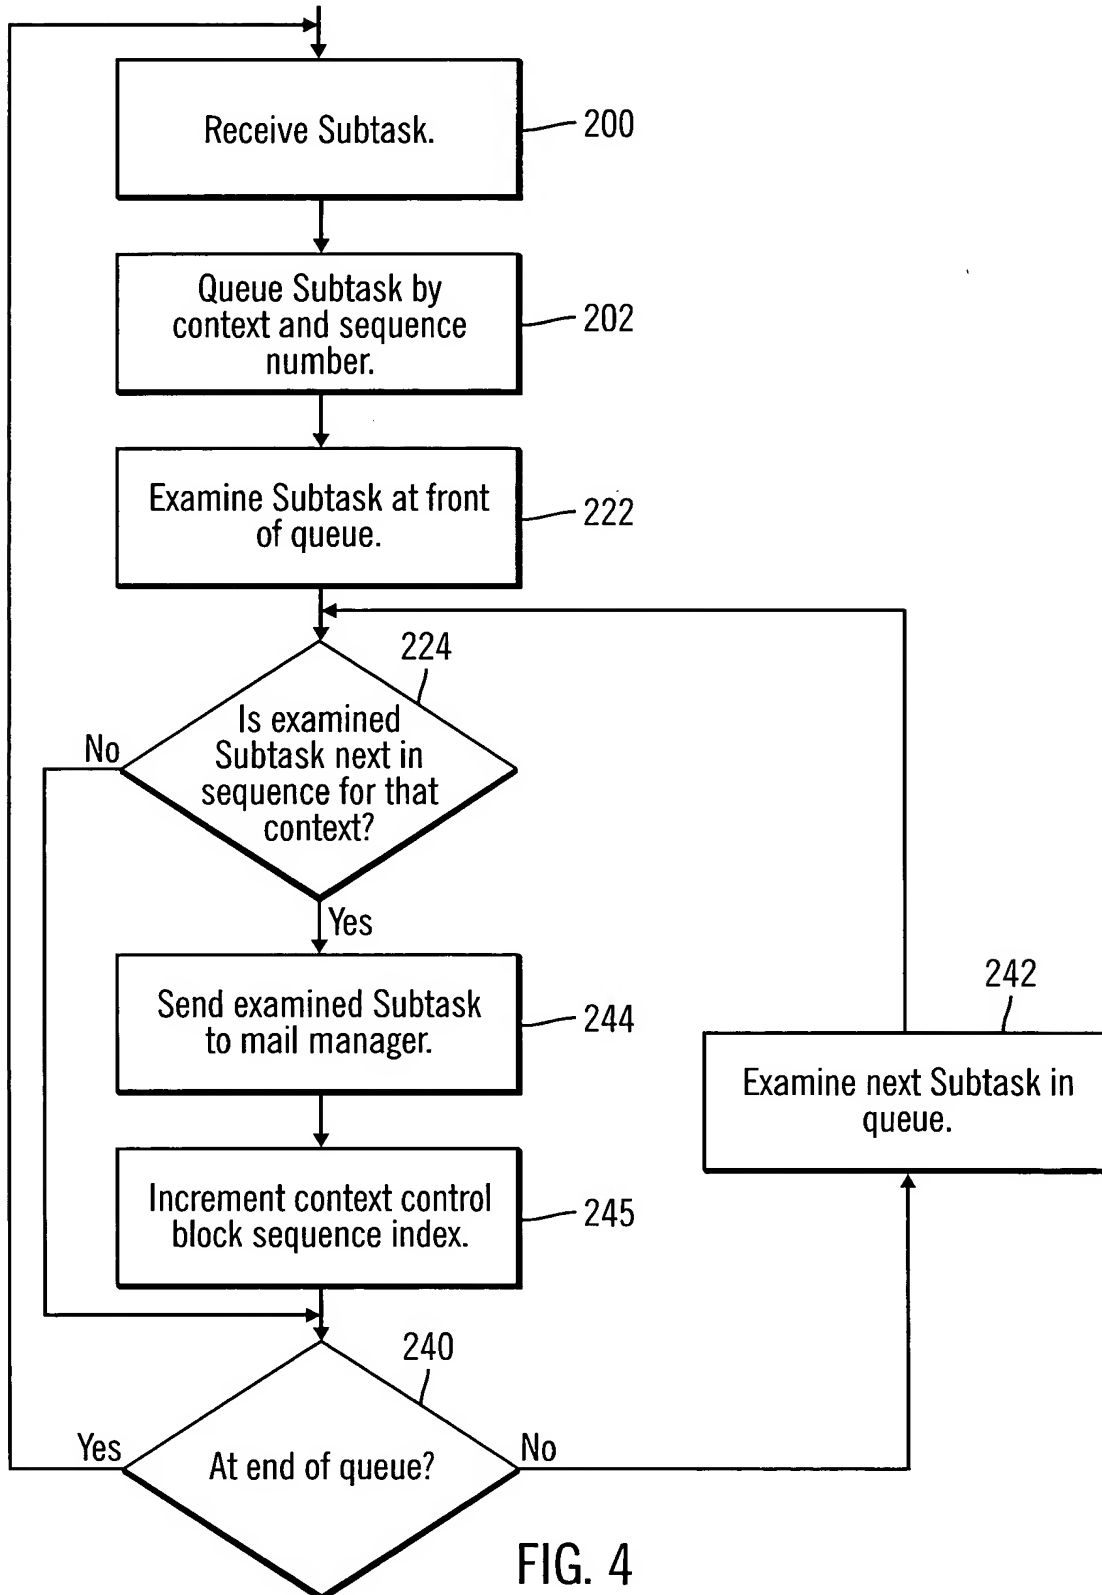 Receive Subtask.
200
Queue Subtask by
context and sequence
number.
202
Examine Subtask at front
of queue.
222
224
Is examined
Subtask next in
sequence for that
context?
No
Yes
Send examined Subtask
to mail manager.
244
242
Examine next Subtask in
queue.
Increment context control
block sequence index.
245
240
At end of queue?
Yes
No
FIG. 4